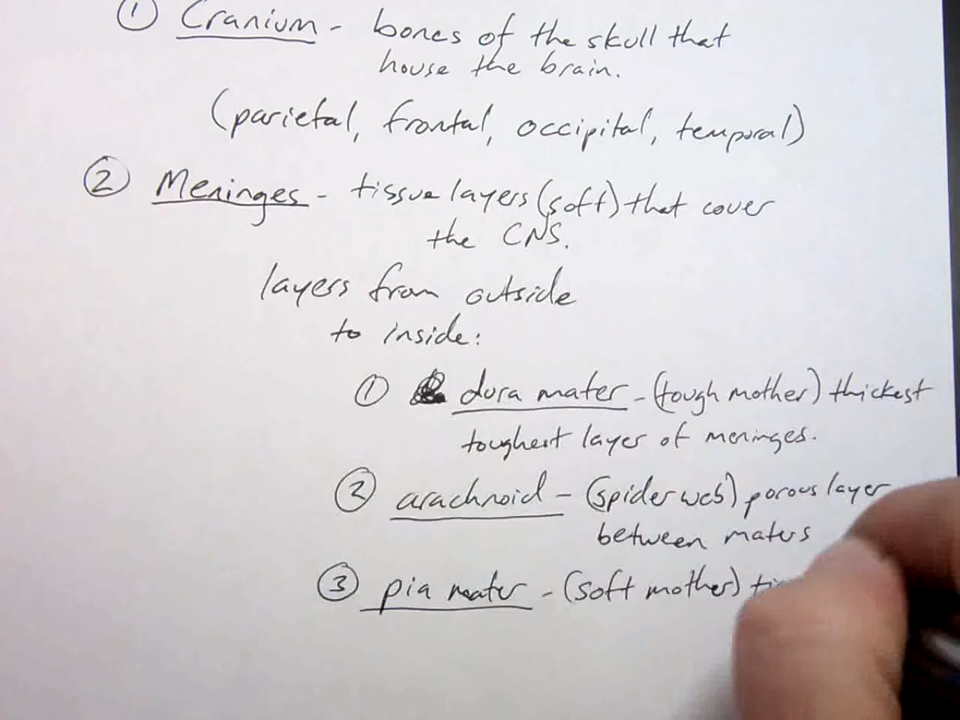 ① Cranium - bones of the skull that
house the brain.
(parietal, frontal, occipital, temporal)
② Meninges - tissue layers (soft) that cover
the CNS.
layers from outside
to inside:
① dura mater - (tough mother) thickest
toughest layer of meninges.
② arachnoid - (spider web) porous layer
between maters
③ pia mater - (soft mother)